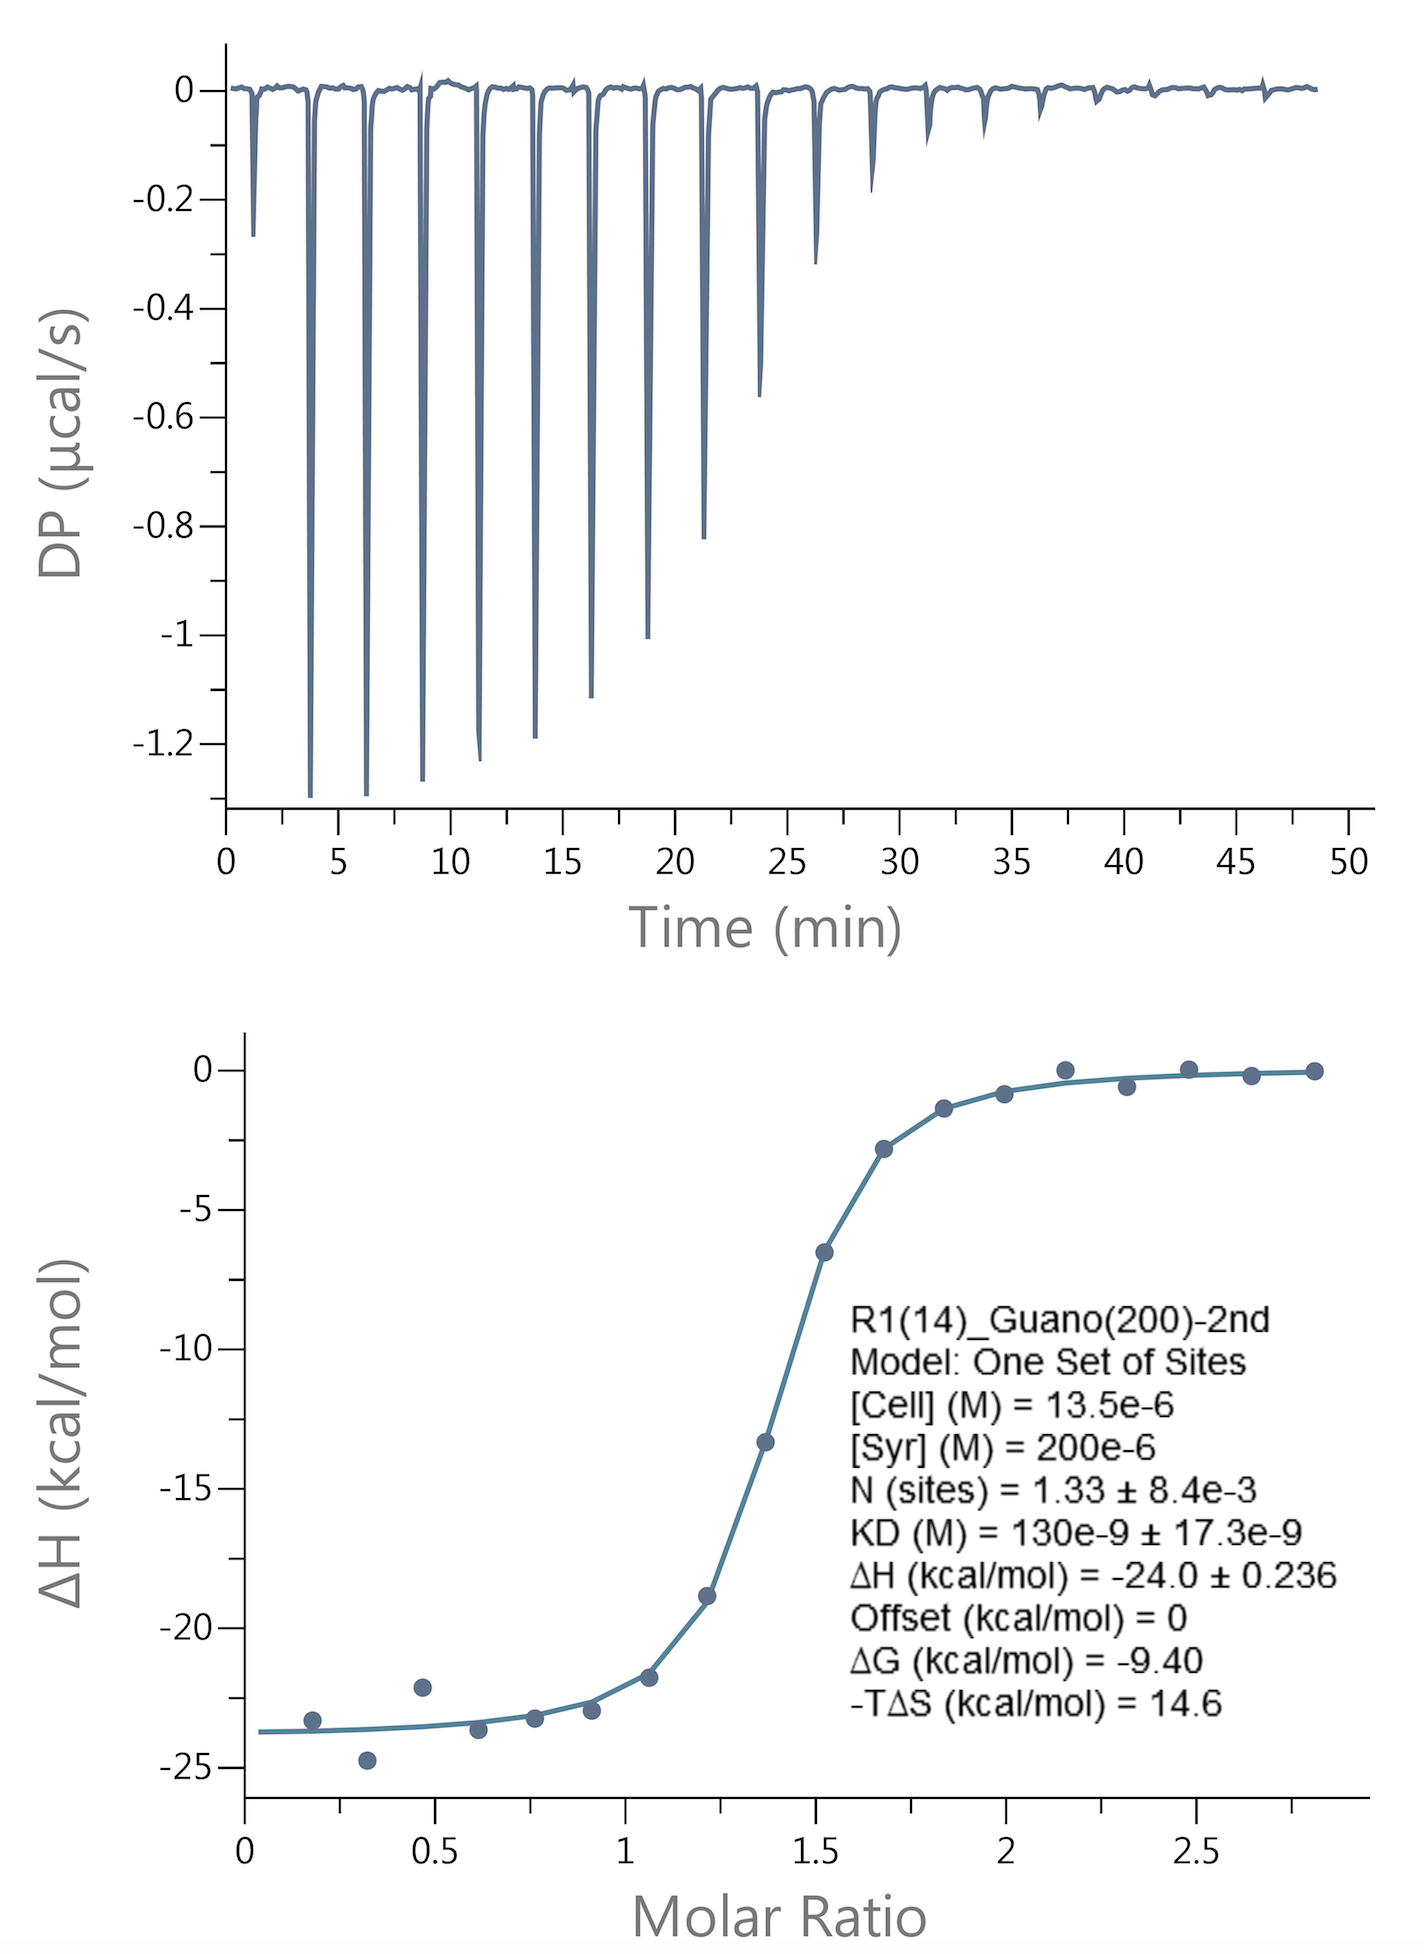 0
-0.2
-0.4
-0.6
-0.8
-1
-1.2
DP (µcal/s)
0 5 10 15 20 25 30 35 40 45 50
Time (min)
0
-5
-10
-15
-20
-25
ΔH (kcal/mol)
R1(14)_Guano(200)-2nd
Model: One Set of Sites
[Cell] (M) = 13.5e-6
[Syr] (M) = 200e-6
N (sites) = 1.33 ± 8.4e-3
KD (M) = 130e-9 ± 17.3e-9
ΔH (kcal/mol) = -24.0 ± 0.236
Offset (kcal/mol) = 0
ΔG (kcal/mol) = -9.40
-TΔS (kcal/mol) = 14.6
0 0.5 1 1.5 2 2.5
Molar Ratio